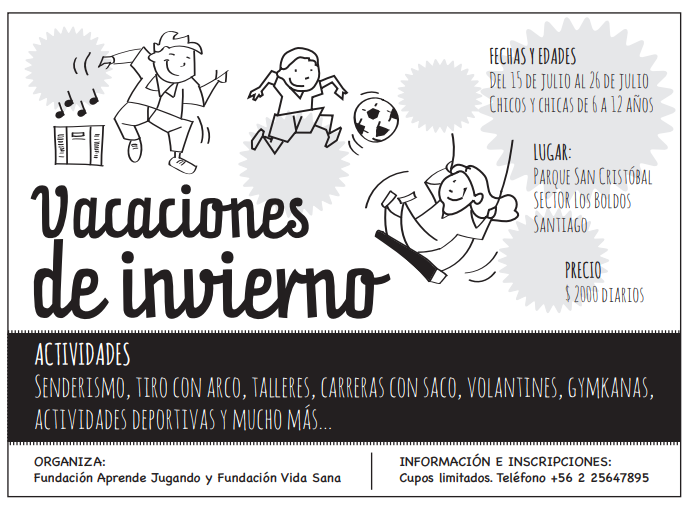 FECHAS Y EDADES
DEL 15 DE JULIO AL 26 DE JULIO
CHICOS Y CHICAS DE 6 A 12 AÑOS
LUGAR:
PARQUE SAN CRISTÓBAL
SECTOR LOS BOLDOS
SANTIAGO
PRECIO
$ 2000 DIARIOS
Vacaciones
de invierno
ACTIVIDADES
SENDERISMO, TIRO CON ARCO, TALLERES, CARRERAS CON SACO, VOLANTINES, GYMKANAS,
ACTIVIDADES DEPORTIVAS Y MUCHO MÁS...
ORGANIZA:
Fundación Aprende Jugando y Fundación Vida Sana
INFORMACIÓN E INSCRIPCIONES:
Cupos limitados. Teléfono +56 2 25647895